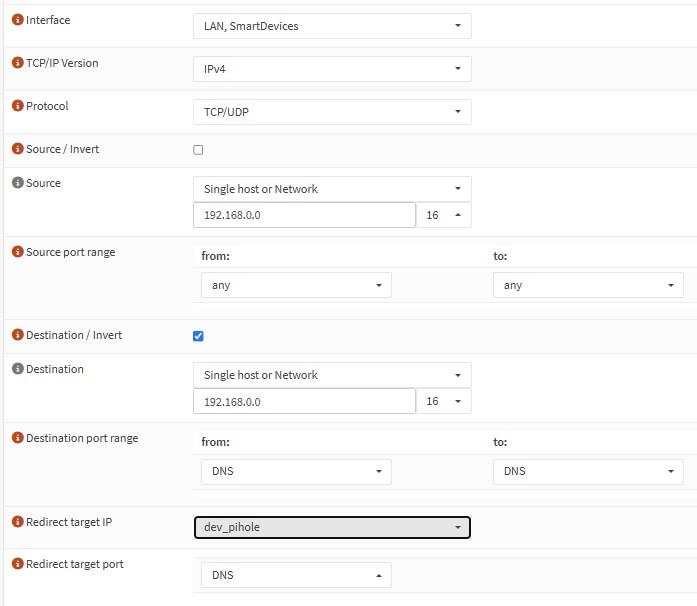 Interface
LAN, SmartDevices
TCP/IP Version
IPv4
Protocol
TCP/UDP
Source / Invert
Source
Single host or Network
192.168.0.0 16
Source port range
from: to:
any any
Destination / Invert
Destination
Single host or Network
192.168.0.0 16
Destination port range
from: to:
DNS DNS
Redirect target IP
dev_pihole
Redirect target port
DNS